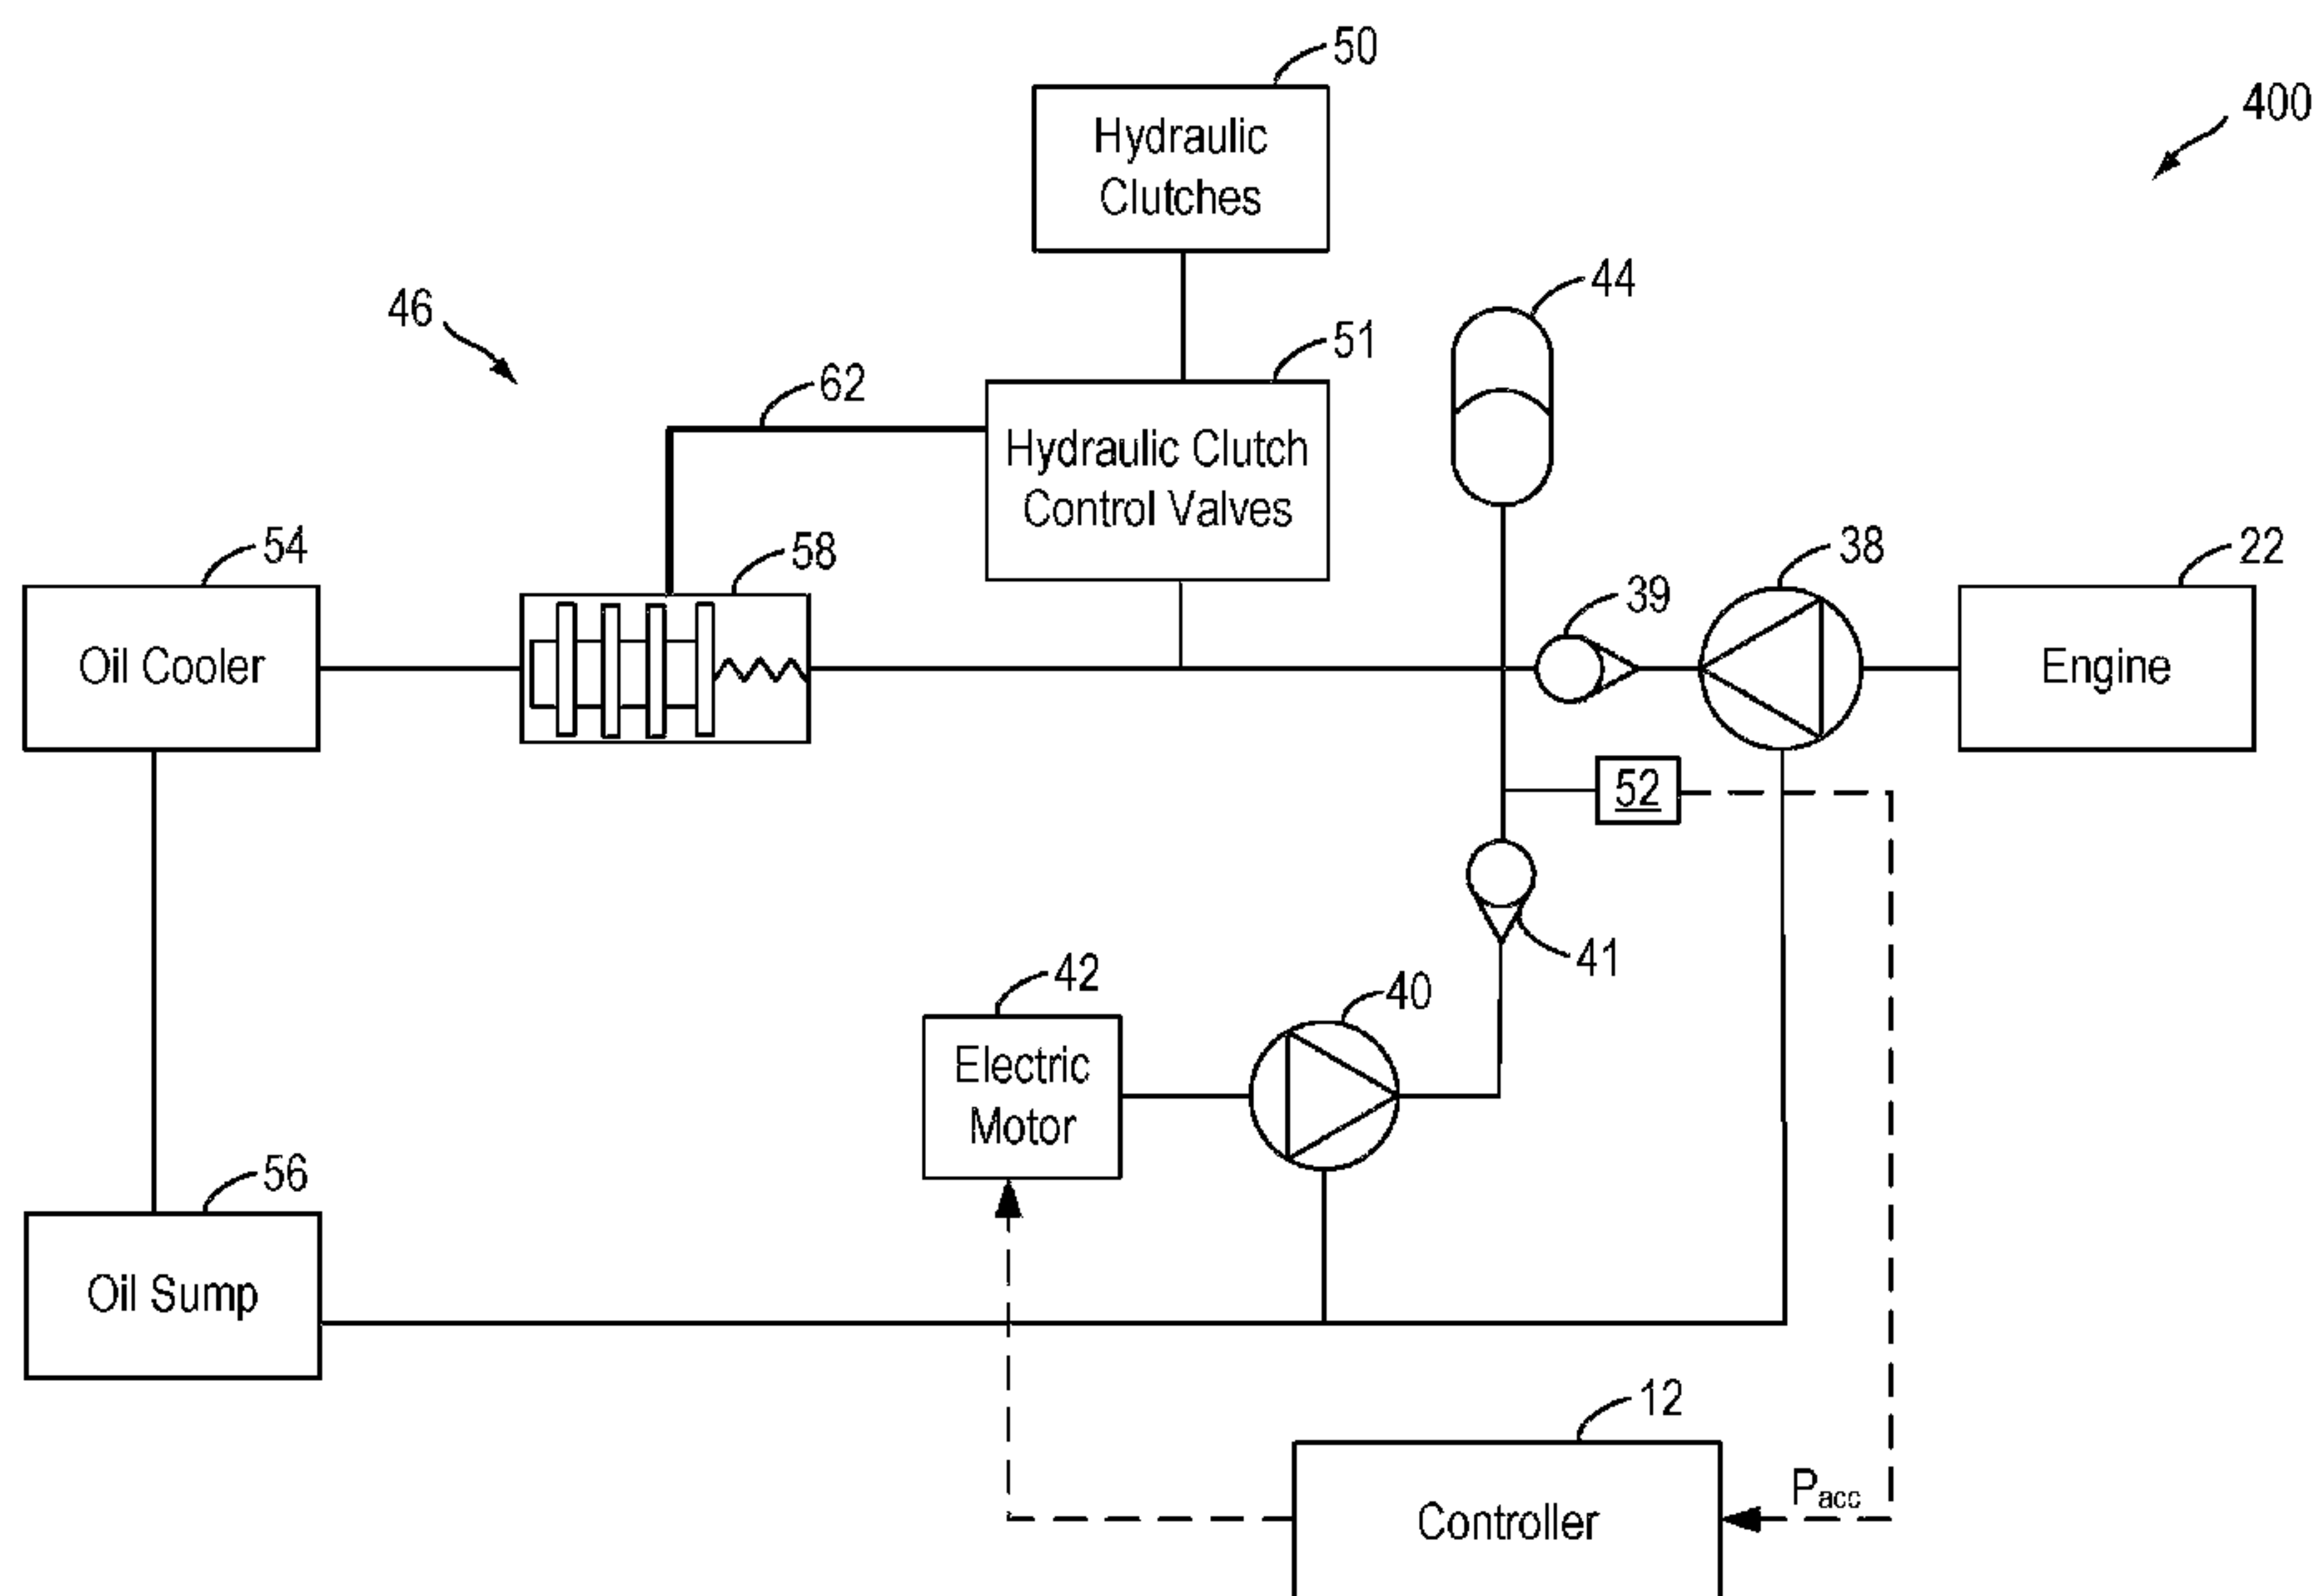 50
400
Hydraulic
Clutches
44
46
51
62
Hydraulic Clutch
Control Valves
54
58
39
38
22
Oil Cooler
Engine
52
41
42
40
Electric
Motor
56
Oil Sump
12
Pacc
Controller